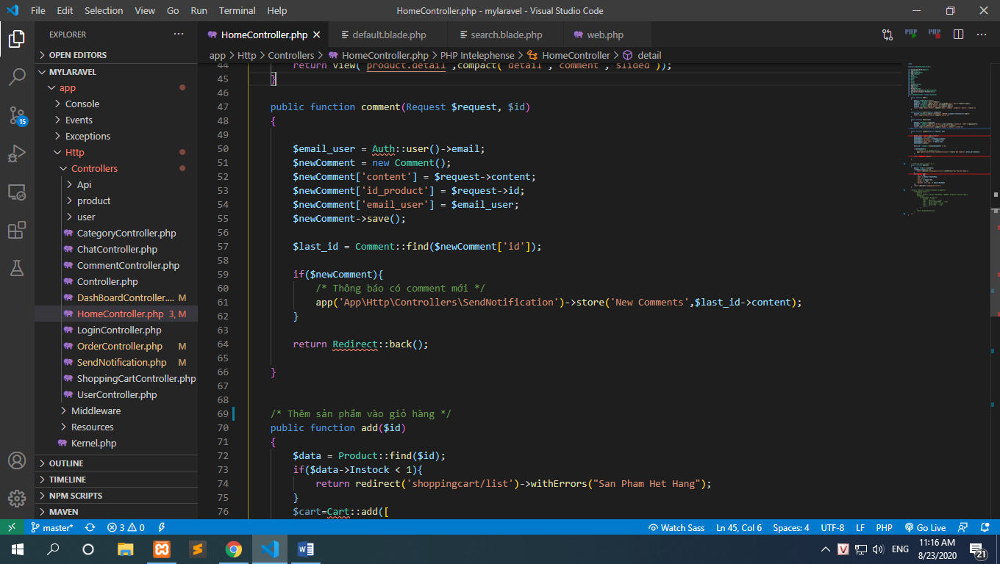 File Edit Selection View Go Run Terminal Help HomeController.php - mylaravel - Visual Studio Code
EXPLORER
OPEN EDITORS
MYLARAVEL
app
Console
Events
Exceptions
Http
Controllers
Api
product
user
CategoryController.php
ChatController.php
CommentController.php
Controller.php
DashBoardController.... M
HomeController.php 3, M
LoginController.php
OrderController.php M
SendNotification.php M
ShoppingCartController.php
UserController.php
Middleware
Resources
Kernel.php
OUTLINE
TIMELINE
NPM SCRIPTS
MAVEN
15
HomeController.php default.blade.php search.blade.php web.php
PHP PHP
app > Http > Controllers > HomeController.php > PHP Intelephense > HomeController > detail
44 return view('product.detail',compact('detail','comment','slided'));
45 }
46
47 public function comment(Request $request, $id)
48 {
49
50 $email_user = Auth::user()->email;
51 $newComment = new Comment();
52 $newComment['content'] = $request->content;
53 $newComment['id_product'] = $request->id;
54 $newComment['email_user'] = $email_user;
55 $newComment->save();
56
57 $last_id = Comment::find($newComment['id']);
58
59 if($newComment){
60 /* Thông báo có comment mới */
61 app('App\Http\Controllers\SendNotification')->store('New Comments',$last_id->content);
62 }
63
64 return Redirect::back();
65
66 }
67
68
69 /* Thêm sản phẩm vào giỏ hàng */
70 public function add($id)
71 {
72 $data = Product::find($id);
73 if($data->Instock < 1){
74 return redirect('shoppingcart/list')->withErrors("San Pham Het Hang");
75 }
76 $cart=Cart::add([
master* 3 0 Watch Sass Ln 45, Col 6 Spaces: 4 UTF-8 LF PHP Go Live
ENG 11:16 AM
8/23/2020 21